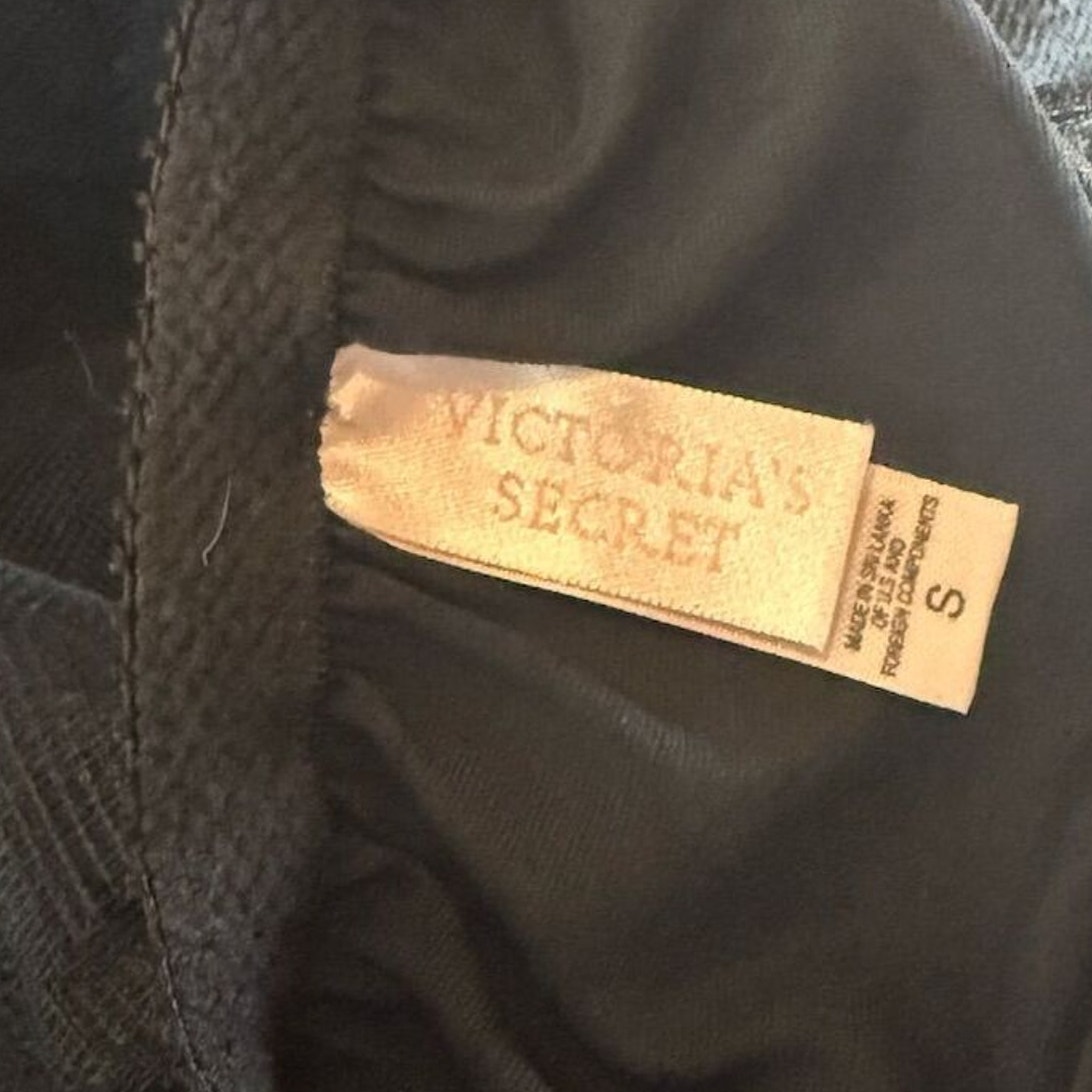 VICTORIA'S
SECRET
MADE IN SRI LANKA
OF U.S AND
FOREIGN COMPONENTS
S